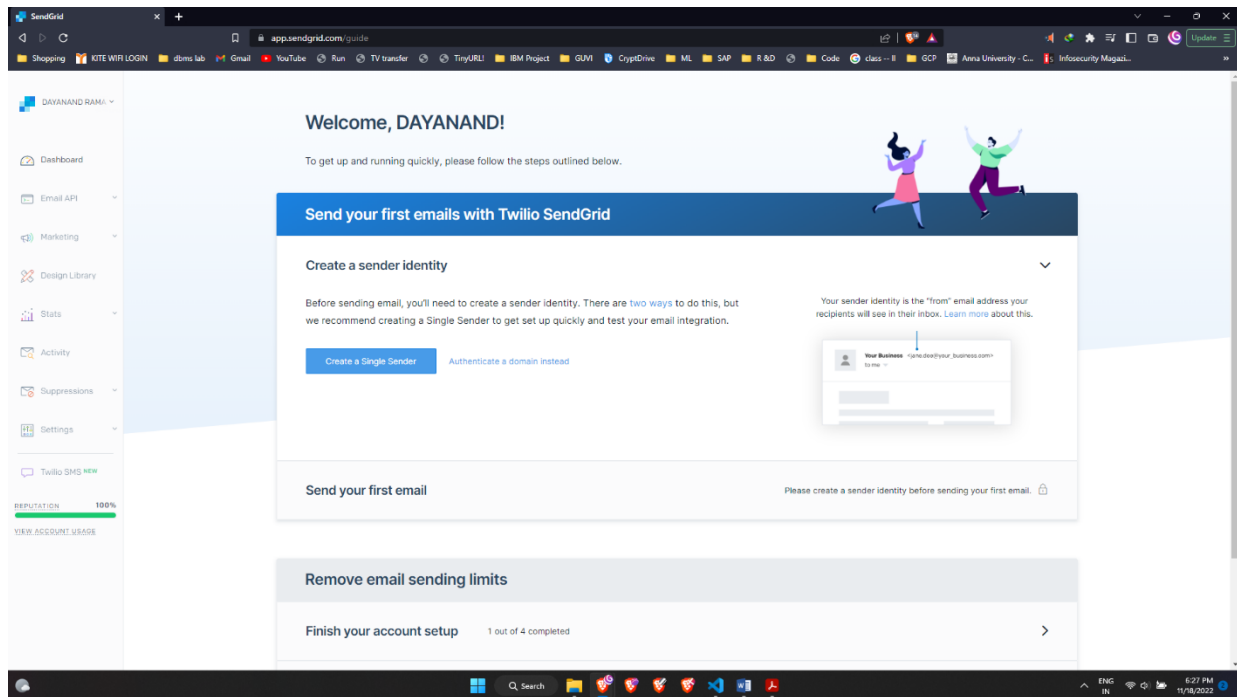 SendGrid
app.sendgrid.com/guide
Update
Shopping KITE WIFI LOGIN dbms lab Gmail YouTube Run TV transfer TinyURL! IBM Project GUVI CryptDrive ML SAP R &D Code class -- II GCP Anna University - C... Infosecurity Magazi... »
DAYANAND RAMA
Dashboard
Email API
Marketing
Design Library
Stats
Activity
Suppressions
Settings
Twilio SMS NEW
REPUTATION 100%
VIEW ACCOUNT USAGE
Welcome, DAYANAND!
To get up and running quickly, please follow the steps outlined below.
Send your first emails with Twilio SendGrid
Create a sender identity
Before sending email, you'll need to create a sender identity. There are two ways to do this, but
we recommend creating a Single Sender to get set up quickly and test your email integration.
Create a Single Sender Authenticate a domain instead
Your sender identity is the "from" email address your
recipients will see in their inbox. Learn more about this.
Your Business <jane.doe@your_business.com>
to me
Send your first email Please create a sender identity before sending your first email.
Remove email sending limits
Finish your account setup 1 out of 4 completed
Search
ENG
IN
6:27 PM
11/18/2022